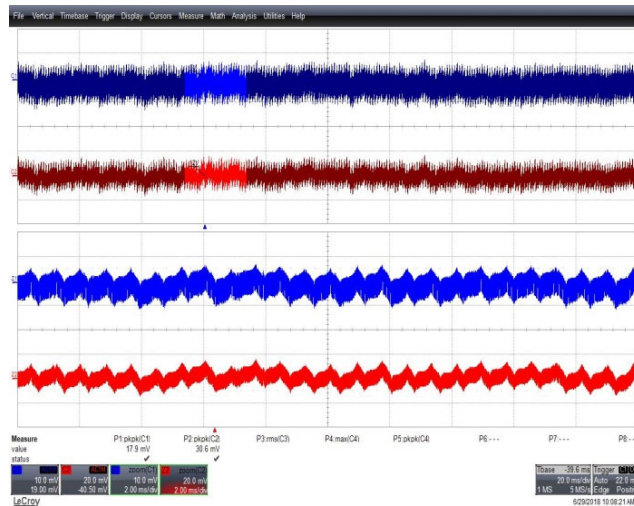 File Vertical Timebase Trigger Display Cursors Measure Math Analysis Utilities Help
Measure P1:pkpk(C1) P2:pkpk(C2) P3:rms(C3) P4:max(C4) P5:pkpk(C4) P6:--- P7:--- P8:---
value 17.9 mV 30.6 mV
status
zoom(C1) zoom(C2) Tbase -39.6 ms Trigger
10.0 mV 20.0 mV 10.0 mV 20.0 mV 20.0 ms/div Auto 22.0 m
19.00 mV -40.50 mV 2.00 ms/div 2.00 ms/div 1 MS 5 MS/s Edge Positi
LeCroy 6/29/2018 10:08:21 AM